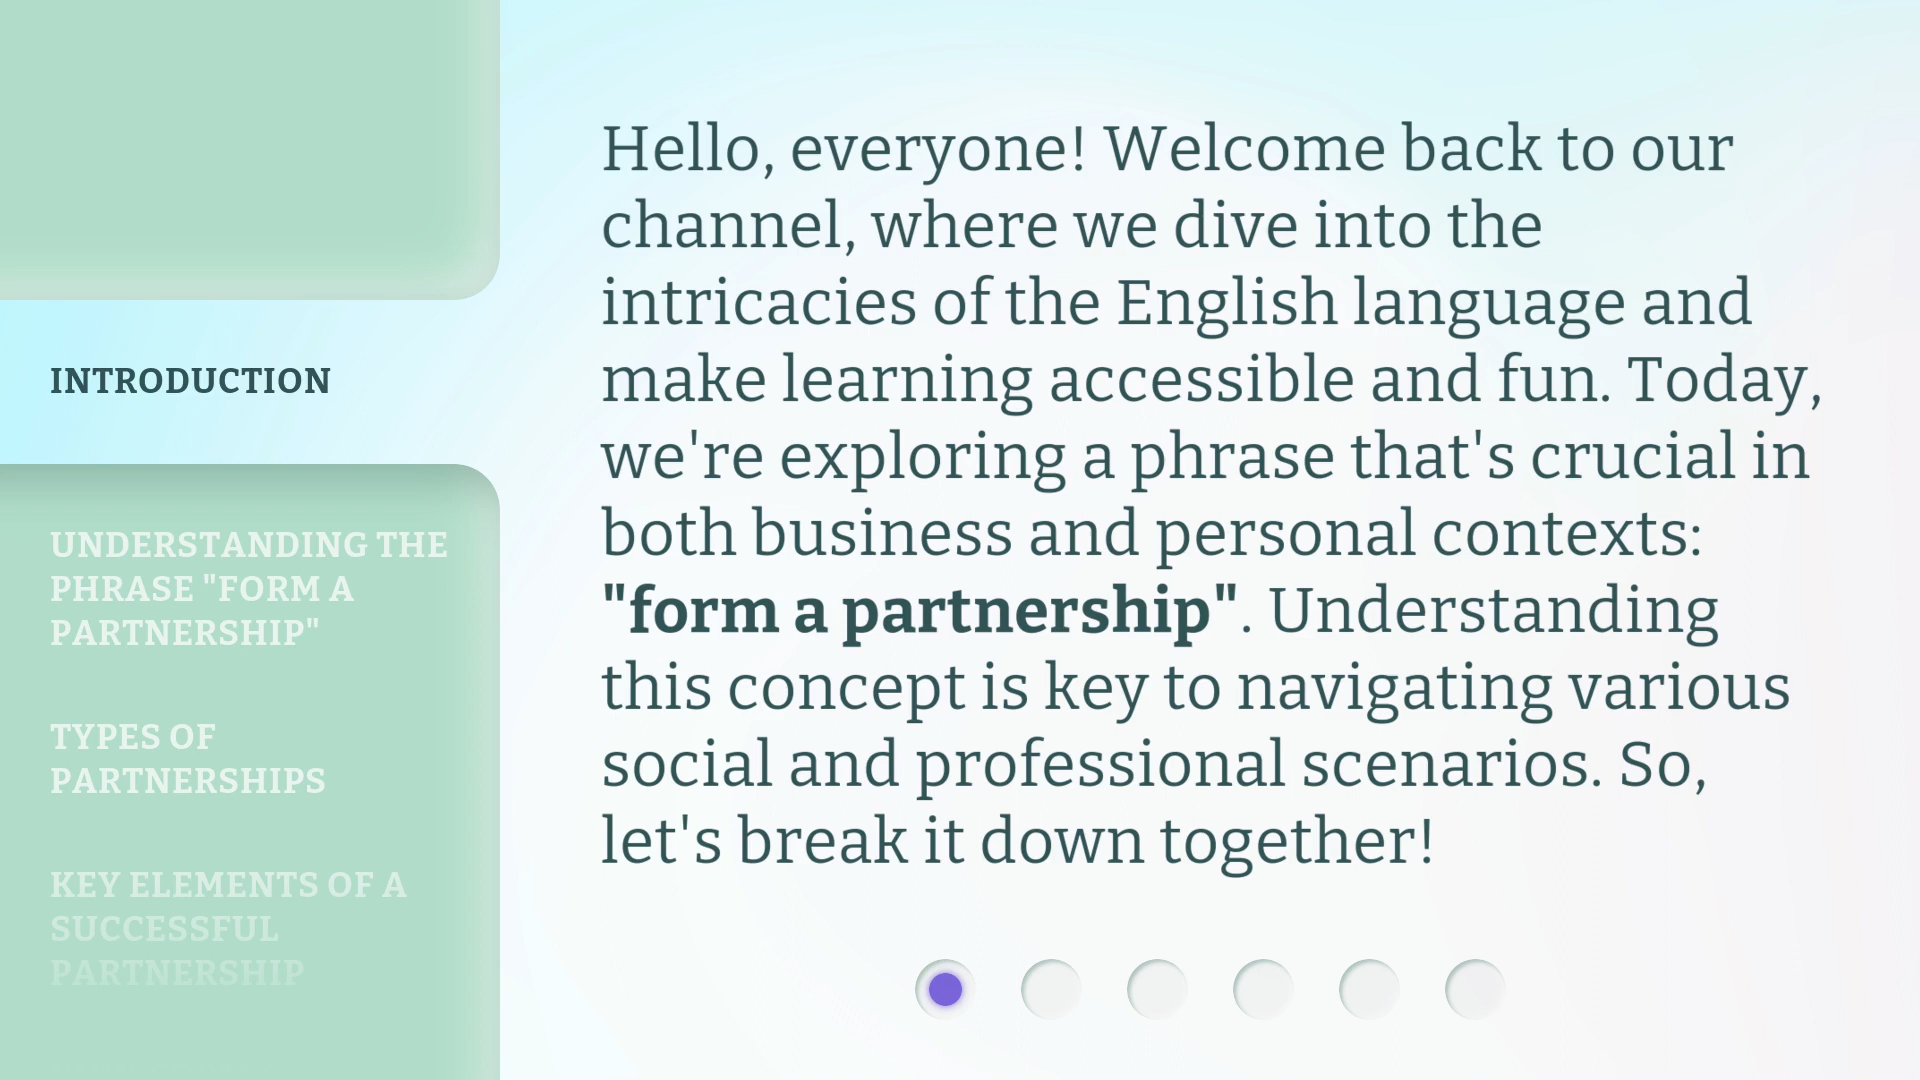 INTRODUCTION
UNDERSTANDING THE
PHRASE "FORM A
PARTNERSHIP"
TYPES OF
PARTNERSHIPS
KEY ELEMENTS OF A
SUCCESSFUL
PARTNERSHIP
Hello, everyone! Welcome back to our
channel, where we dive into the
intricacies of the English language and
make learning accessible and fun. Today,
we're exploring a phrase that's crucial in
both business and personal contexts:
"form a partnership". Understanding
this concept is key to navigating various
social and professional scenarios. So,
let's break it down together!